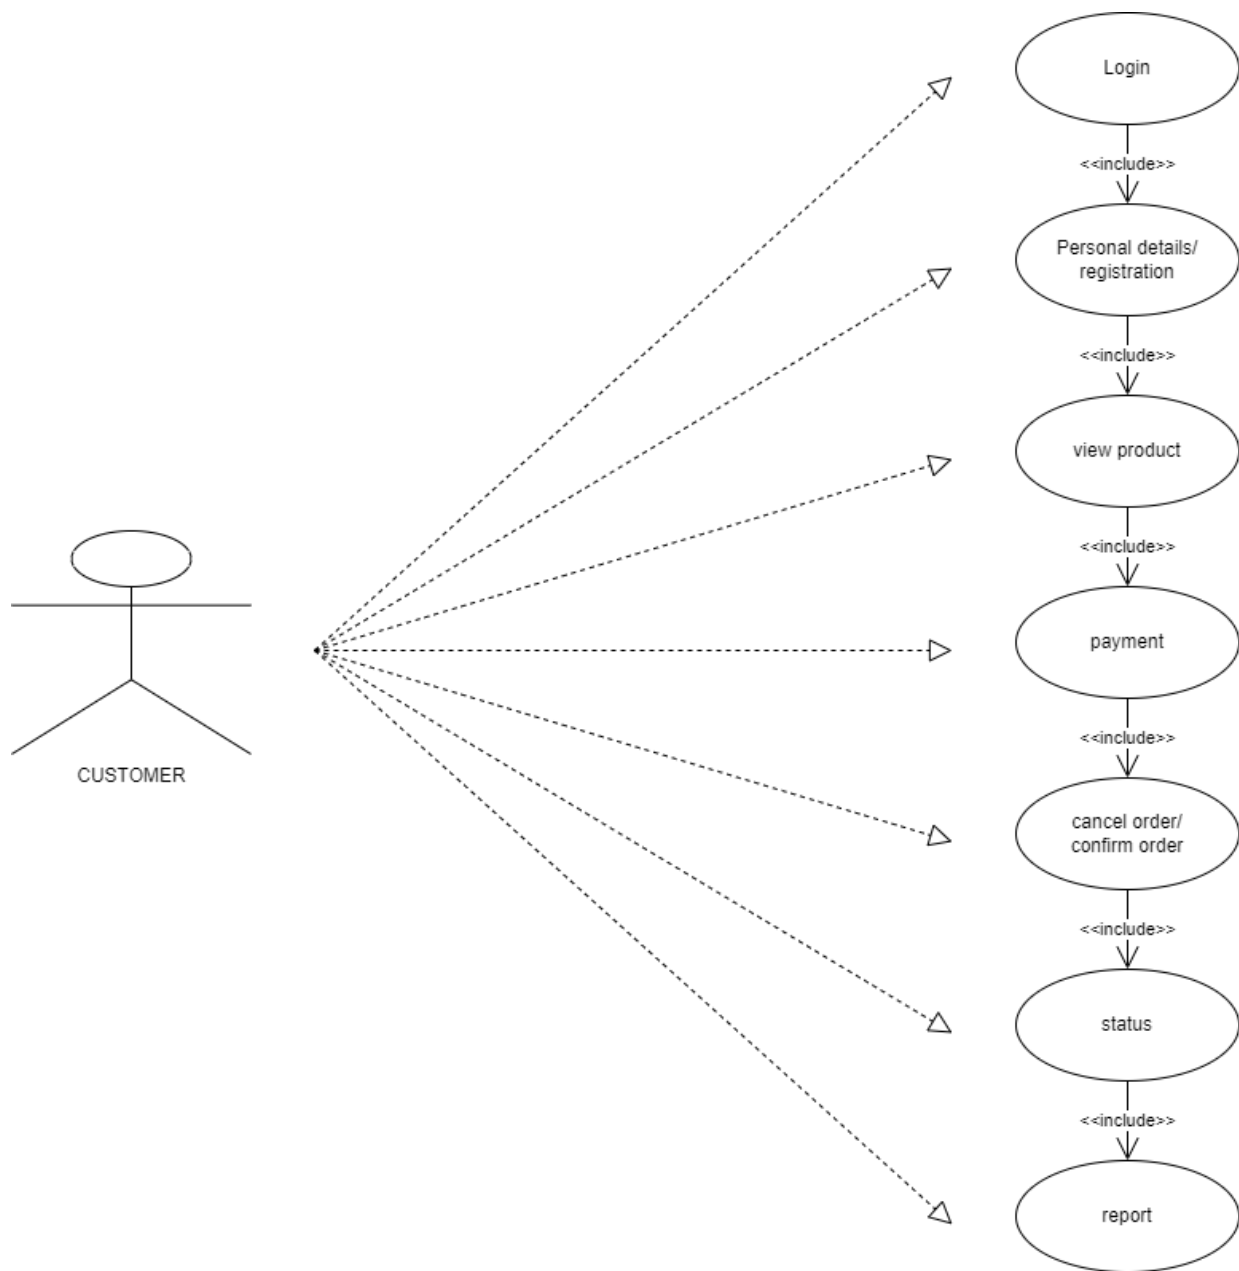 Login
<<include>>
Personal details/
registration
<<include>>
view product
<<include>>
payment
<<include>>
cancel order/
confirm order
<<include>>
status
<<include>>
report
CUSTOMER